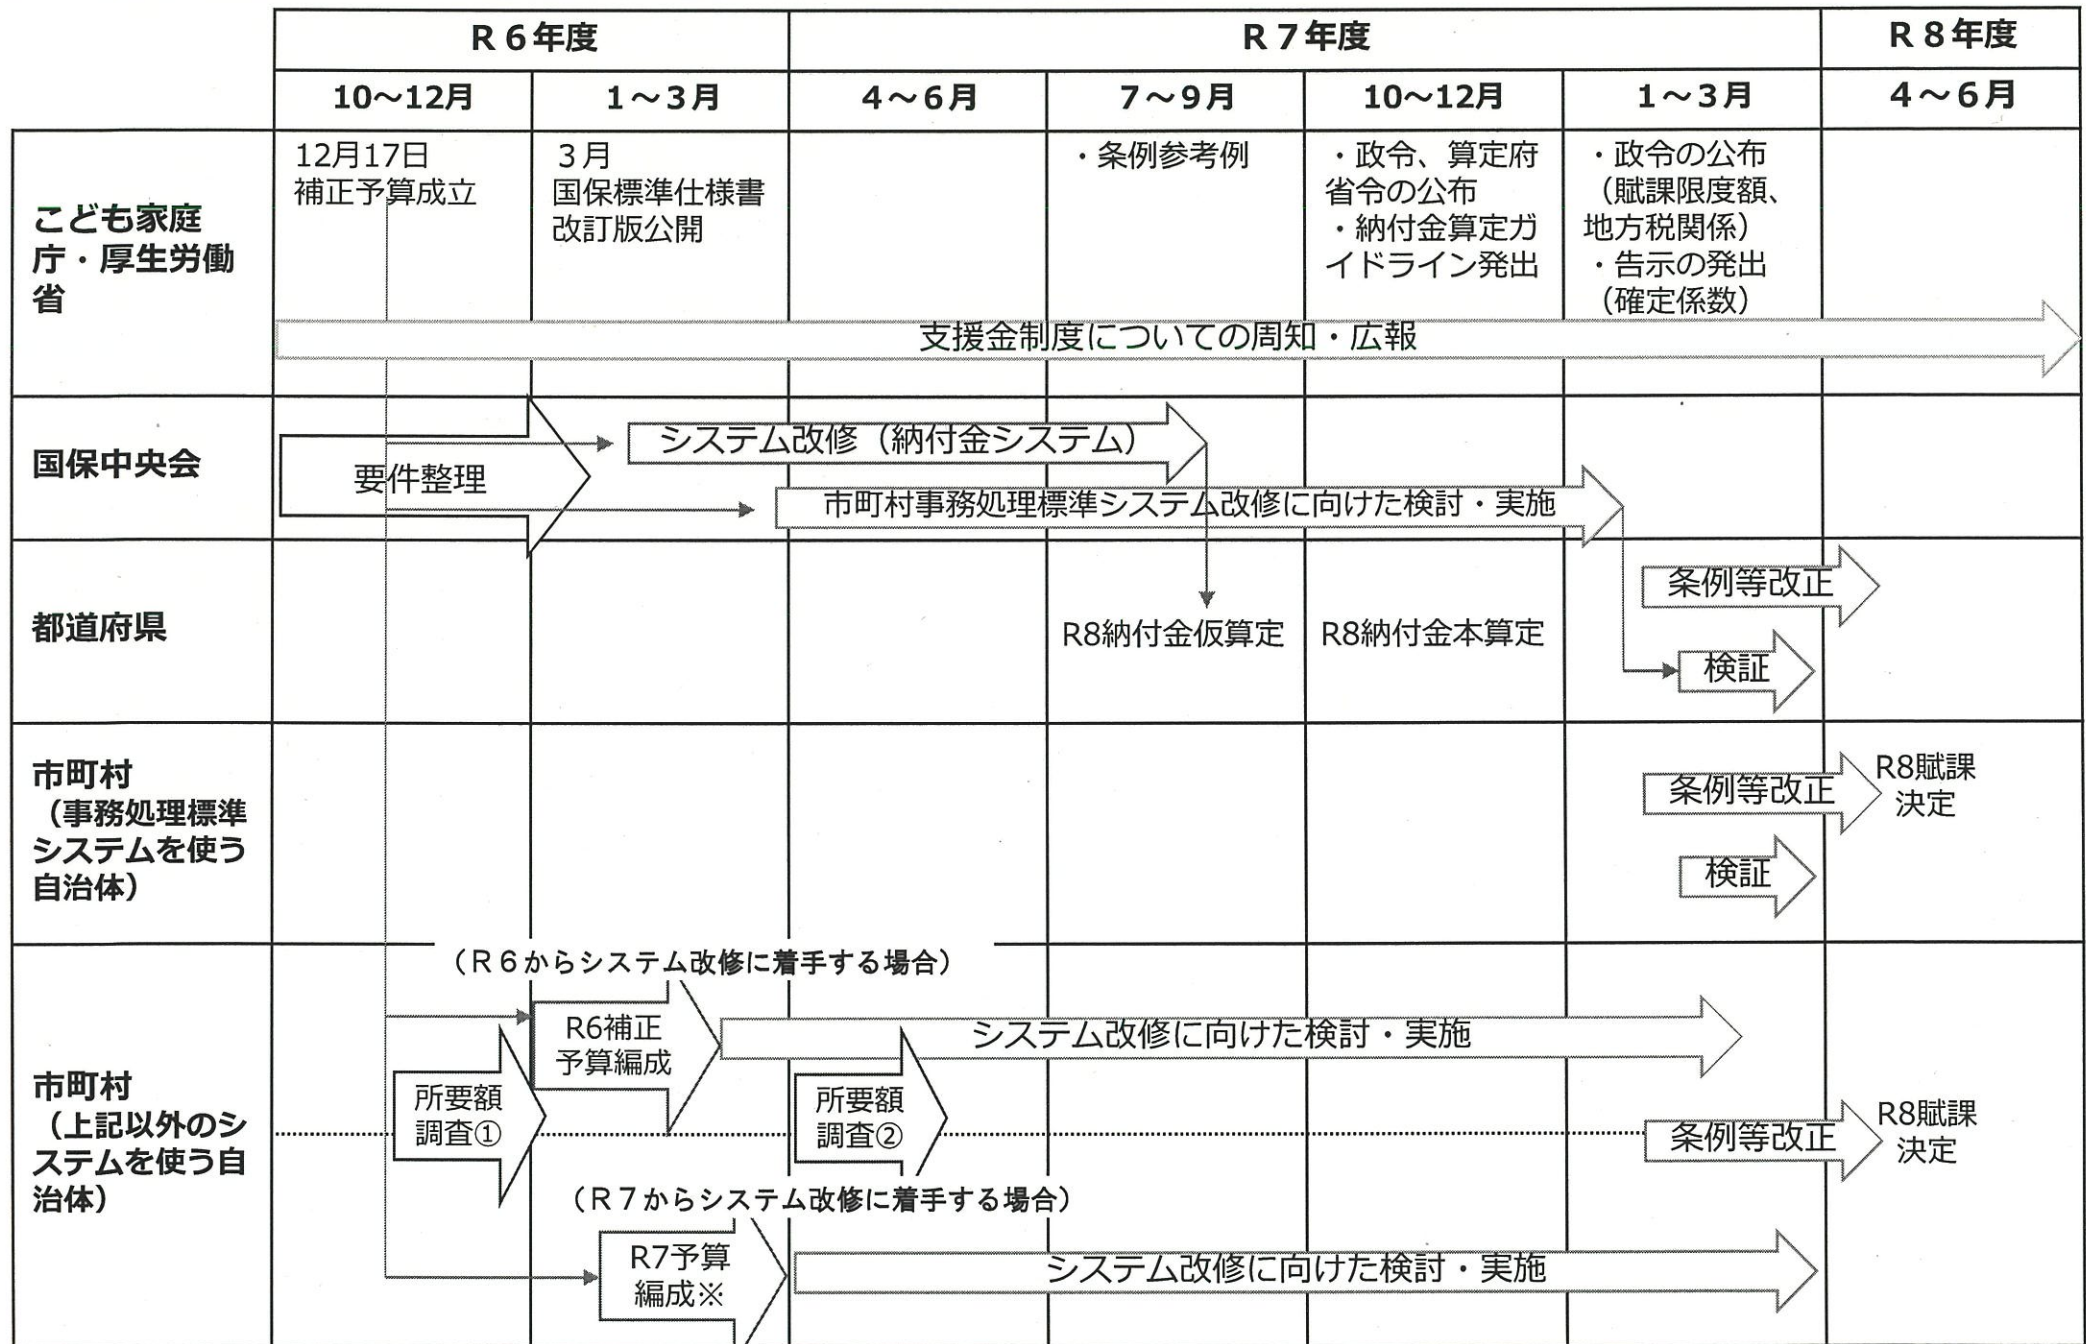 R６年度
R７年度
R８年度
10～12月
１～３月
４～６月
７～９月
10～12月
１～３月
４～６月
こども家庭
庁・厚生労働
省
12月17日
補正予算成立
３月
国保標準仕様書
改訂版公開
・条例参考例
・政令、算定府
省令の公布
・納付金算定ガ
イドライン発出
・政令の公布
（賦課限度額、
地方税関係）
・告示の発出
（確定係数）
支援金制度についての周知・広報
国保中央会
要件整理
システム改修（納付金システム）
市町村事務処理標準システム改修に向けた検討・実施
都道府県
R8納付金仮算定
R8納付金本算定
条例等改正
検証
市町村
（事務処理標準
システムを使う
自治体）
条例等改正
R8賦課
決定
検証
市町村
（上記以外のシ
ステムを使う自
治体）
（R６からシステム改修に着手する場合）
R6補正
予算編成
システム改修に向けた検討・実施
所要額
調査①
所要額
調査②
条例等改正
R8賦課
決定
（R７からシステム改修に着手する場合）
R7予算
編成※
システム改修に向けた検討・実施